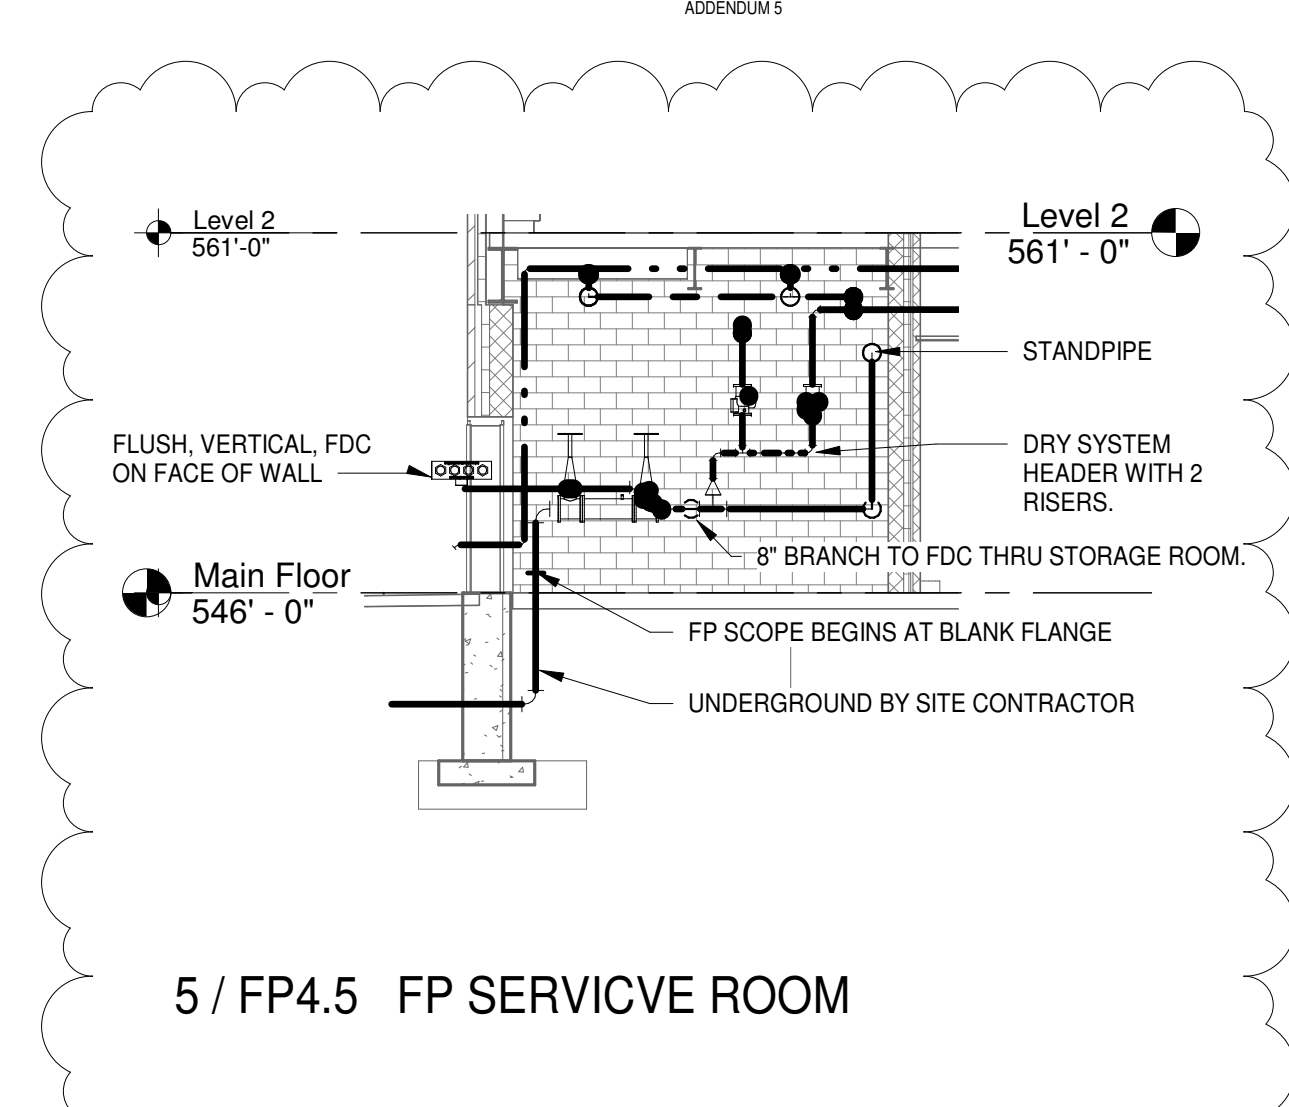 ADDENDUM 5
Level 2
561'-0"
Level 2
561' - 0"
STANDPIPE
FLUSH, VERTICAL, FDC
ON FACE OF WALL
DRY SYSTEM
HEADER WITH 2
RISERS.
8" BRANCH TO FDC THRU STORAGE ROOM.
Main Floor
546' - 0"
FP SCOPE BEGINS AT BLANK FLANGE
UNDERGROUND BY SITE CONTRACTOR
5 / FP4.5 FP SERVICVE ROOM